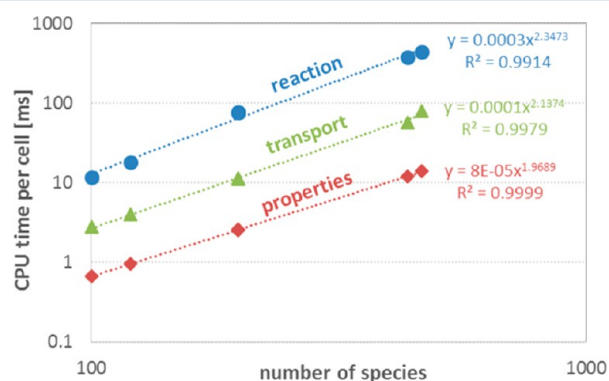 1000
y = 0.0003x^2.3473
R² = 0.9914
reaction
100
y = 0.0001x^2.1374
R² = 0.9979
transport
10
y = 8E-05x^1.9689
R² = 0.9999
properties
1
0.1
100
1000
number of species
CPU time per cell [ms]